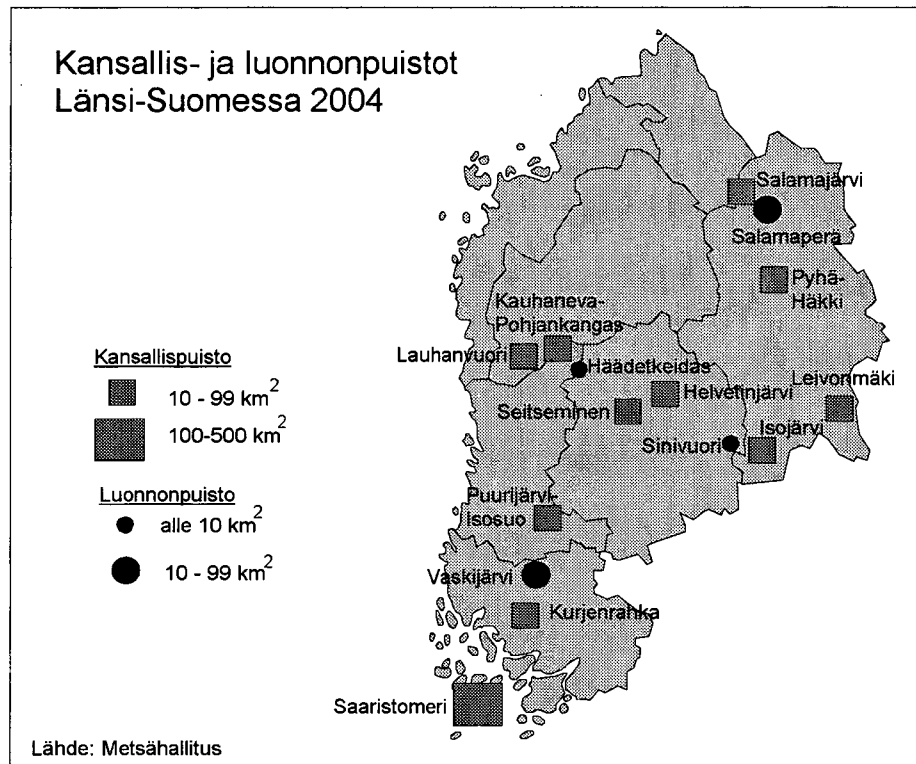 Kansallis- ja luonnonpuistot
Länsi-Suomessa 2004
Salamajärvi
Salamaperä
Pyhä-
Häkki
Kauhaneva-
Pohjankangas
Lauhanvuori
Häädetkeidas
Leivonmäki
Helvetinjärvi
Seitseminen
Isojärvi
Sinivuori
Kansallispuisto
10 - 99 km²
100-500 km²
Luonnonpuisto
alle 10 km²
10 - 99 km²
Puurijärvi-
Isosuo
Vaskijärvi
Kurjenrahka
Saaristomeri
Lähde: Metsähallitus